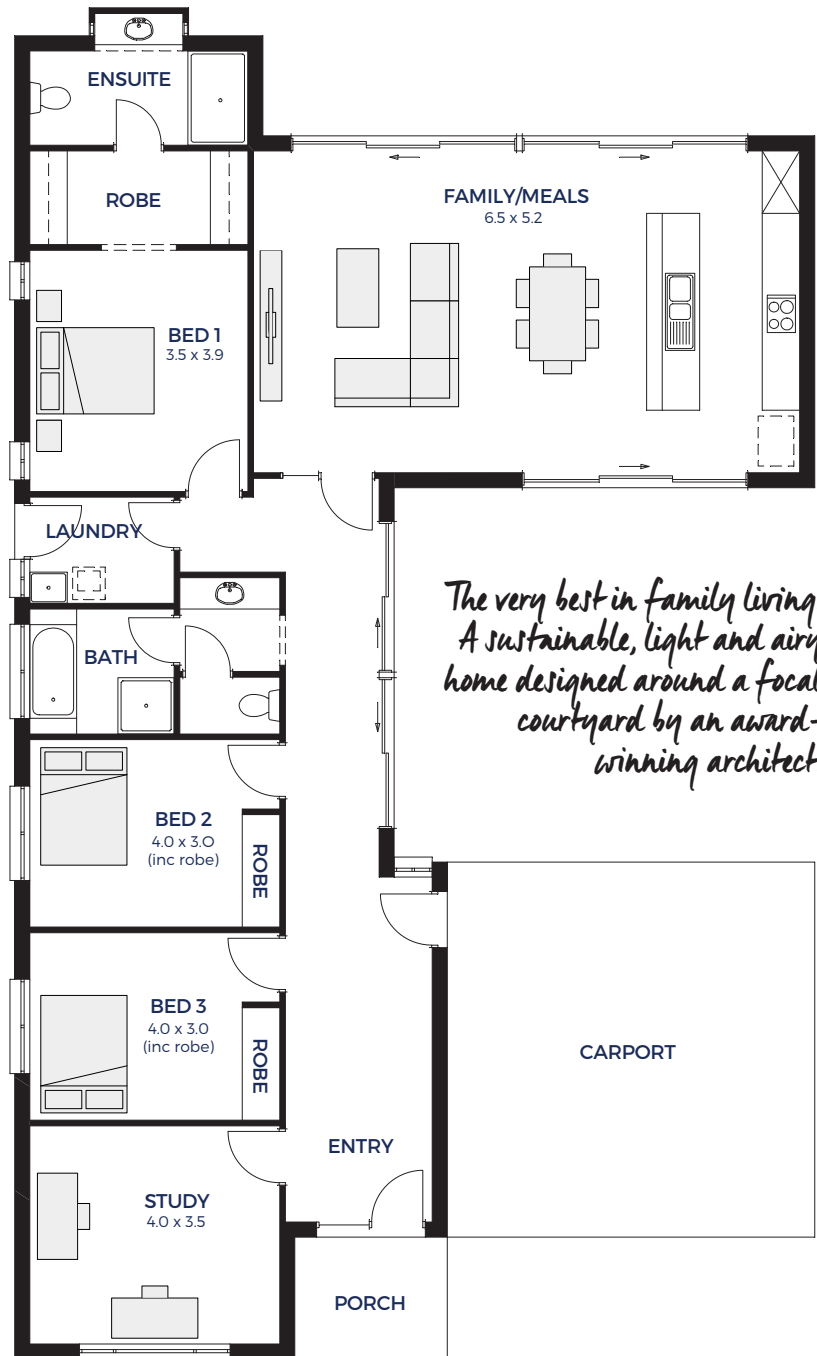 ENSUITE
ROBE
FAMILY/MEALS
6.5 x 5.2
BED 1
3.5 x 3.9
LAUNDRY
The very best in family living
A sustainable, light and airy
home designed around a focal
courtyard by an award-
winning architect
BATH
BED 2
4.0 x 3.0
(inc robe)
ROBE
BED 3
4.0 x 3.0
(inc robe)
ROBE
CARPORT
ENTRY
STUDY
4.0 x 3.5
PORCH